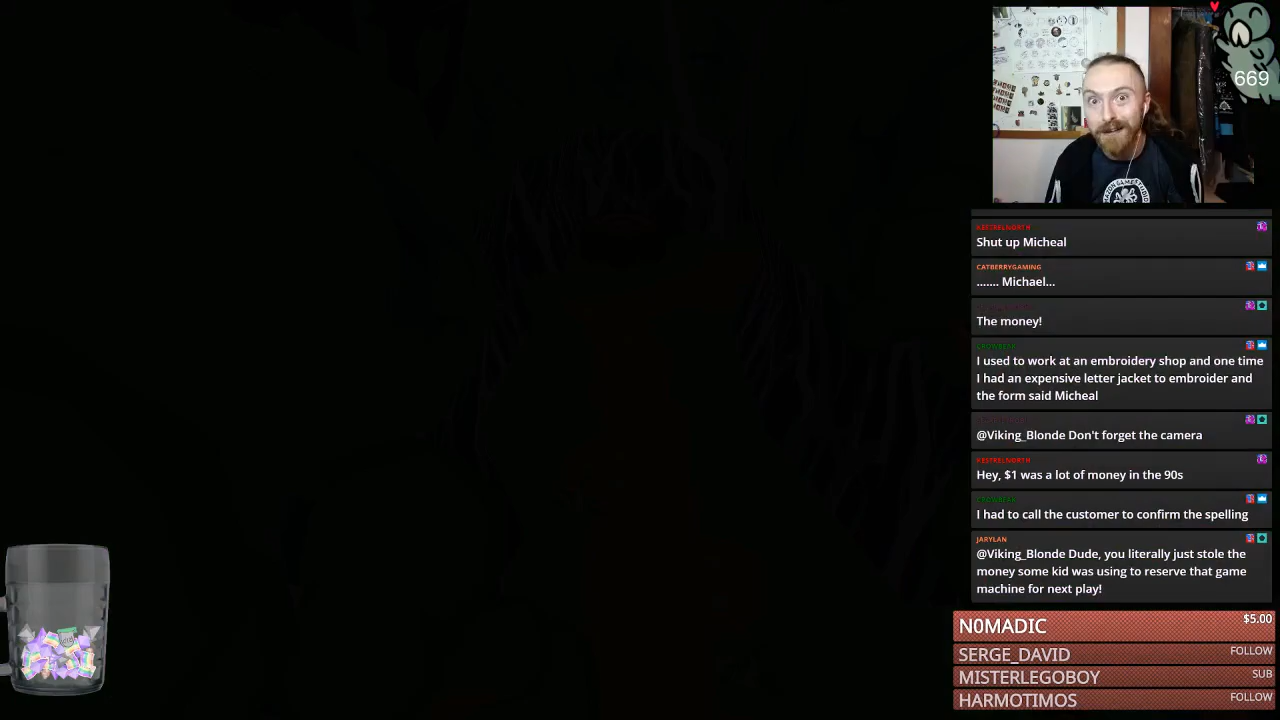 669
KESTRELNORTH
Shut up Micheal
CATBERRYGAMING
....... Michael...
The money!
CROWBEAR
I used to work at an embroidery shop and one time
I had an expensive letter jacket to embroider and
the form said Micheal
@Viking_Blonde Don't forget the camera
KESTRELNORTH
Hey, $1 was a lot of money in the 90s
CROWBEAR
I had to call the customer to confirm the spelling
JARYLAN
@Viking_Blonde Dude, you literally just stole the
money some kid was using to reserve that game
machine for next play!
N0MADIC $5.00
SERGE_DAVID FOLLOW
MISTERLEGOBOY SUB
HARMOTIMOS FOLLOW